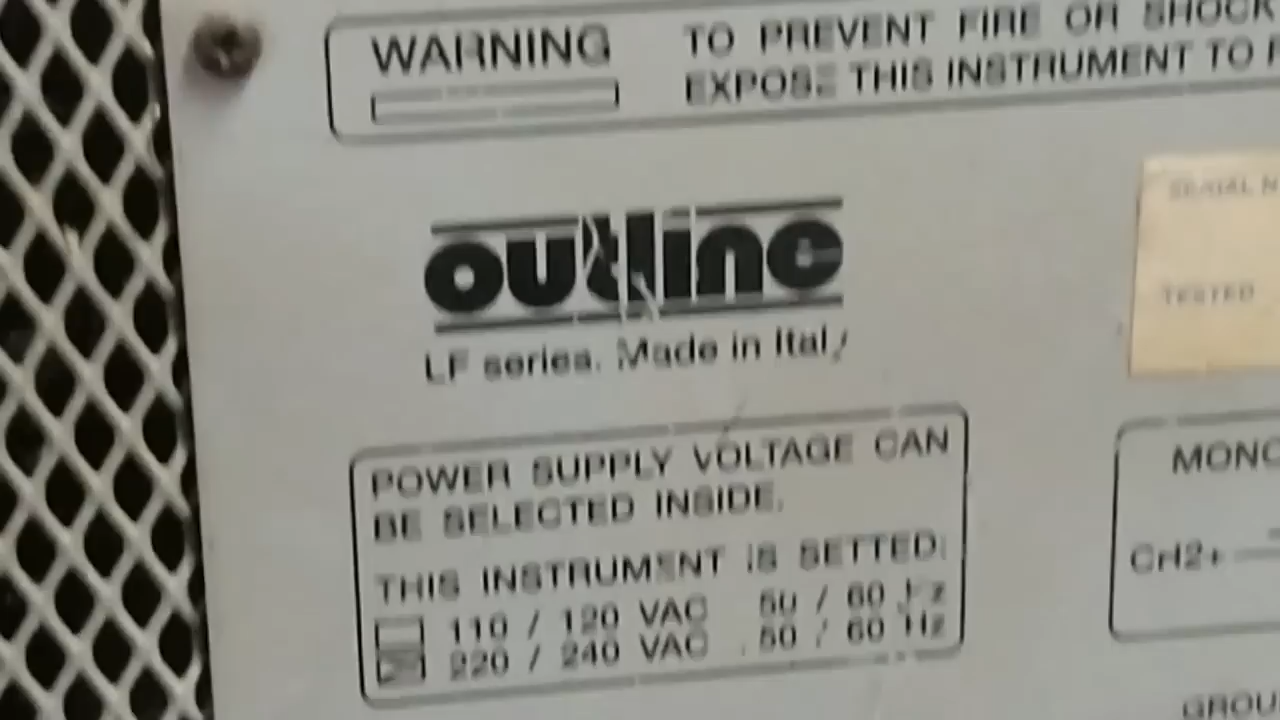 WARNING
TO PREVENT FIRE OR SHOCK
EXPOSE THIS INSTRUMENT TO
outline
LF series. Made in Italy
SERIAL N
TESTED
POWER SUPPLY VOLTAGE CAN
BE SELECTED INSIDE.
THIS INSTRUMENT IS SETTED:
110 / 120 VAC 50 / 60 Hz
220 / 240 VAC 50 / 60 Hz
MONO
CH2+
GROU